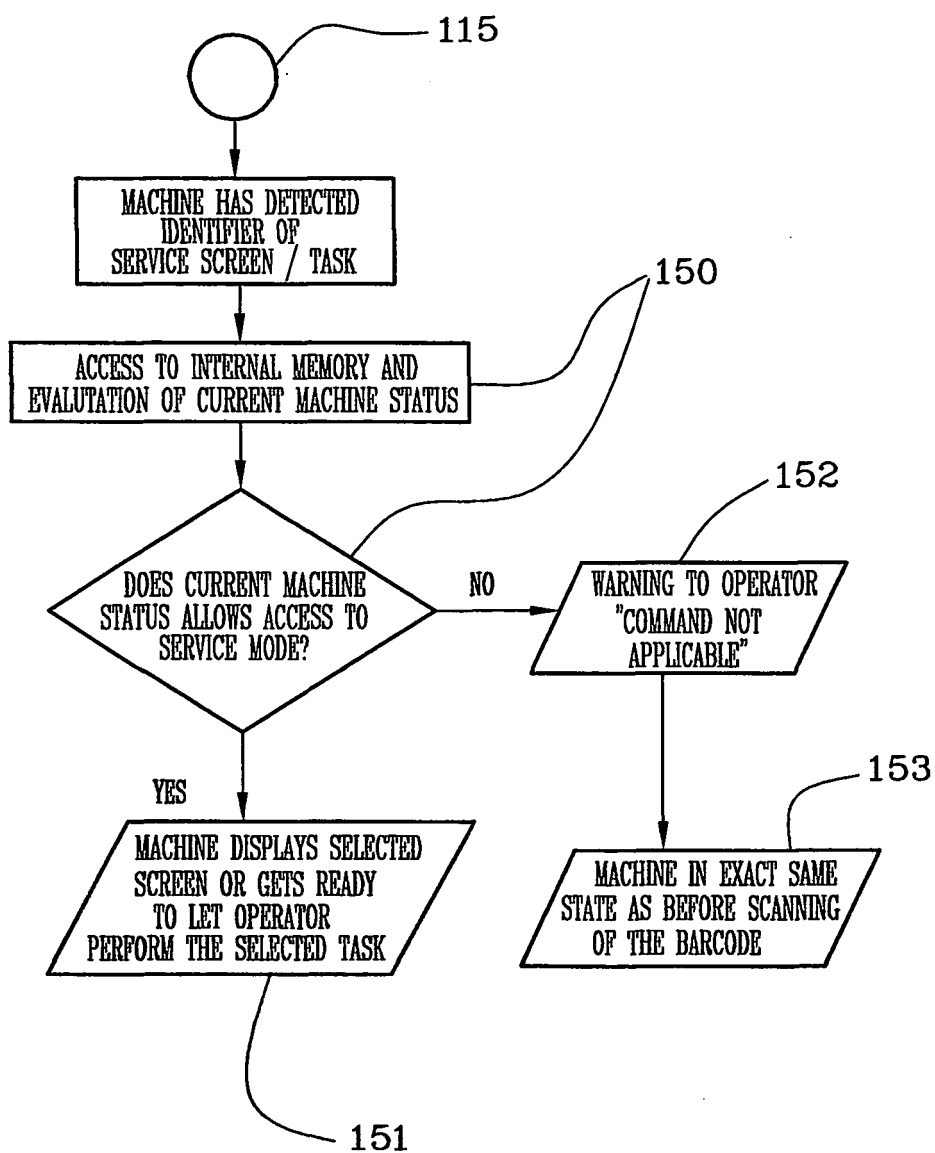 115
MACHINE HAS DETECTED
IDENTIFIER OF
SERVICE SCREEN / TASK
150
ACCESS TO INTERNAL MEMORY AND
EVALUTATION OF CURRENT MACHINE STATUS
152
DOES CURRENT MACHINE
STATUS ALLOWS ACCESS TO
SERVICE MODE?
NO
WARNING TO OPERATOR
"COMMAND NOT
APPLICABLE"
153
YES
MACHINE DISPLAYS SELECTED
SCREEN OR GETS READY
TO LET OPERATOR
PERFORM THE SELECTED TASK
MACHINE IN EXACT SAME
STATE AS BEFORE SCANNING
OF THE BARCODE
151